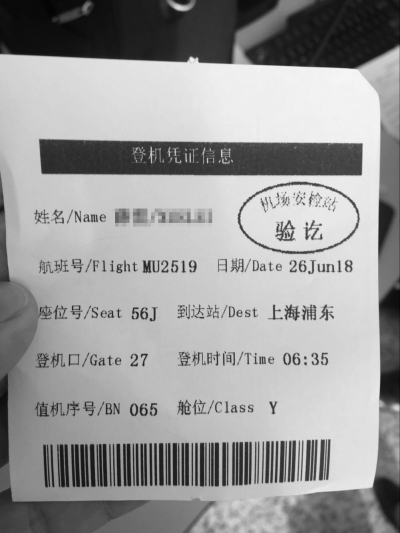 登机凭证信息
机场安检站
验讫
姓名/Name
航班号/Flight MU2519 日期/Date 26Jun18
座位号/Seat 56J 到达站/Dest 上海浦东
登机口/Gate 27 登机时间/Time 06:35
值机序号/BN 065 舱位/Class Y